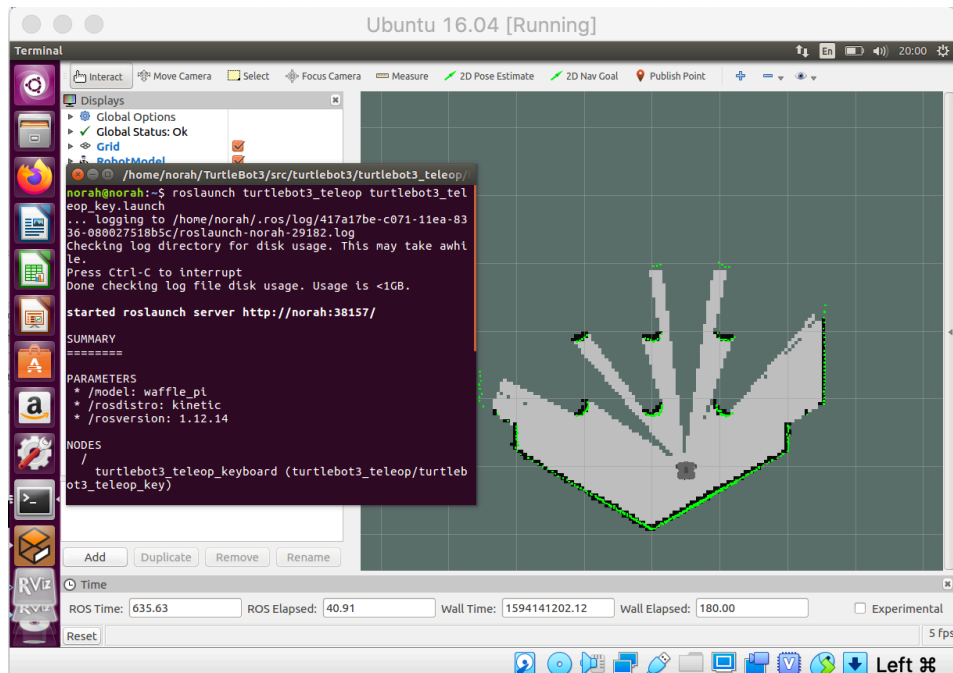 Ubuntu 16.04 [Running]
Terminal
En
20:00
Interact Move Camera Select Focus Camera Measure 2D Pose Estimate 2D Nav Goal Publish Point
Displays
Global Options
Global Status: Ok
Grid
RobotModel
/home/norah/TurtleBot3/src/turtlebot3/turtlebot3_teleop/
norah@norah:~$ roslaunch turtlebot3_teleop turtlebot3_tel
eop_key.launch
... logging to /home/norah/.ros/log/417a17be-c071-11ea-83
36-080027518b5c/roslaunch-norah-29182.log
Checking log directory for disk usage. This may take awhi
le.
Press Ctrl-C to interrupt
Done checking log file disk usage. Usage is <1GB.
started roslaunch server http://norah:38157/
SUMMARY
========
PARAMETERS
* /model: waffle_pi
* /rosdistro: kinetic
* /rosversion: 1.12.14
NODES
/
turtlebot3_teleop_keyboard (turtlebot3_teleop/turtleb
ot3_teleop_key)
Add Duplicate Remove Rename
Time
ROS Time: 635.63 ROS Elapsed: 40.91 Wall Time: 1594141202.12 Wall Elapsed: 180.00 Experimental
Reset 5 fps
RViz
Left ⌘